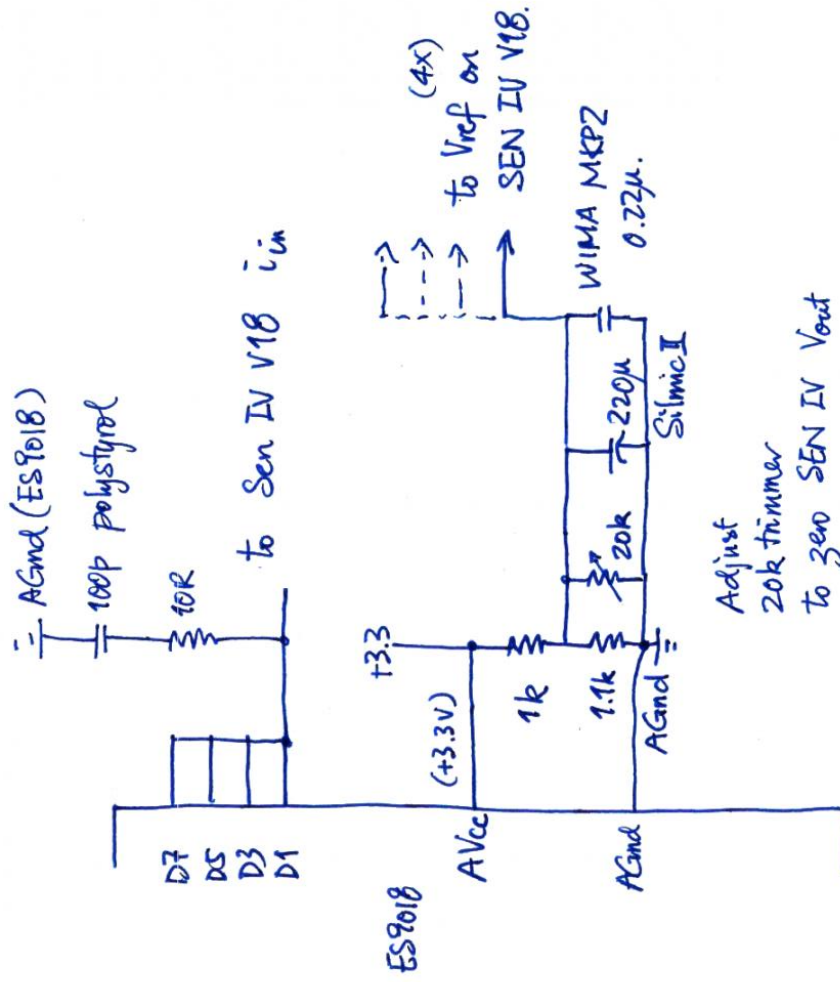 AGnd (ES9018)
100p polystyrol
10R
to Sen IV V18 iin
D7
D5
D3
D1
ES9018
+3.3
(+3.3V)
AVcc
1k
1.1k
AGnd
AGnd
20k
220µ
Silmic II
WIMA MKP2
0.22µ.
(4x)
to Vref on
SEN IV V18.
Adjust
20k trimmer
to zero SEN IV Vout